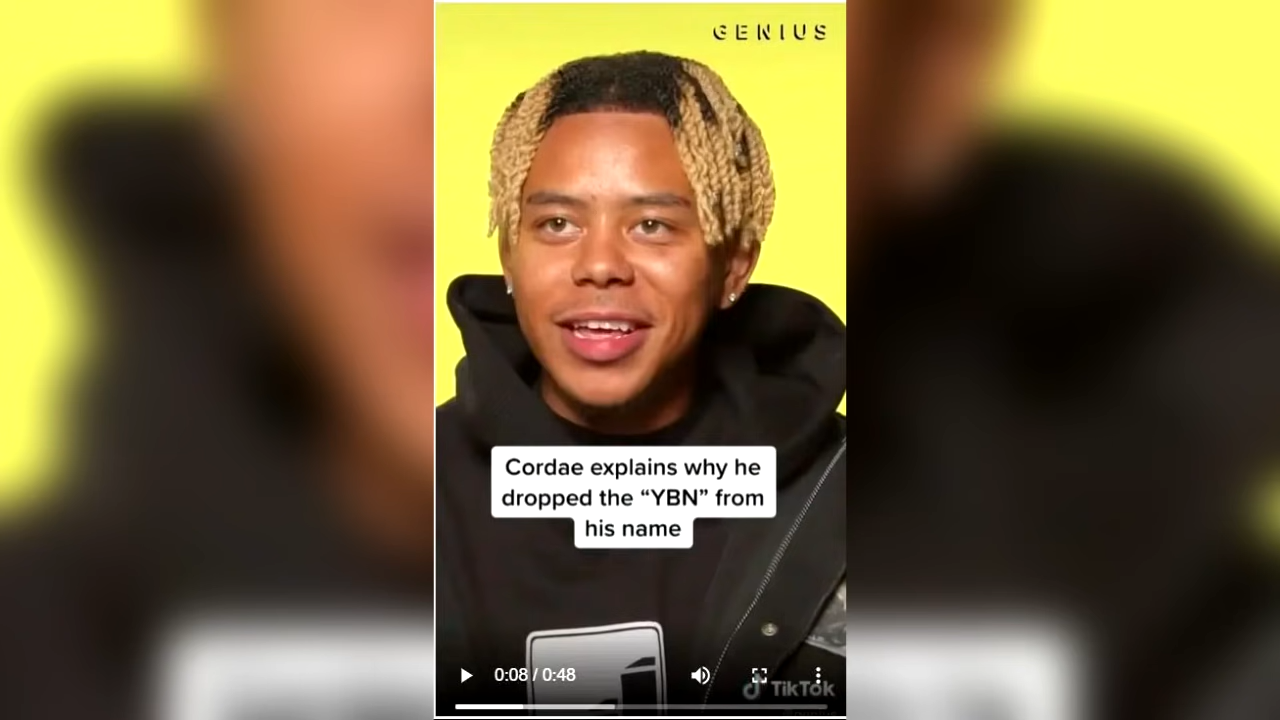 GENIUS
Cordae explains why he
dropped the “YBN” from
his name
0:08 / 0:48
TikTok